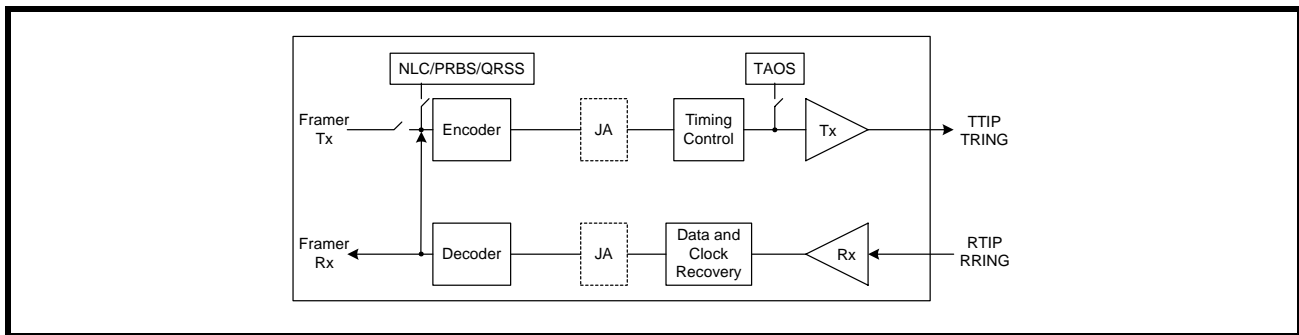 NLC/PRBS/QRSS
TAOS
Framer
Tx
Encoder
JA
Timing
Control
Tx
TTIP
TRING
Framer
Rx
Decoder
JA
Data and
Clock
Recovery
Rx
RTIP
RRING